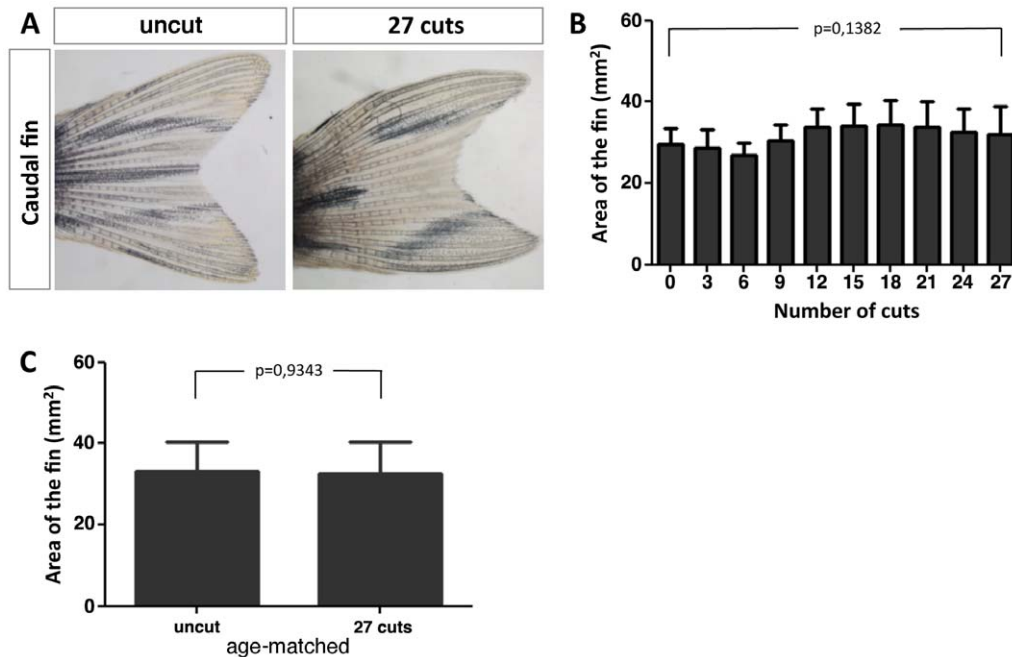 A
uncut
27 cuts
Caudal fin
B
Area of the fin (mm²)
60
40
20
0
p=0,1382
0 3 6 9 12 15 18 21 24 27
Number of cuts
C
Area of the fin (mm²)
60
40
20
0
p=0,9343
uncut 27 cuts
age-matched